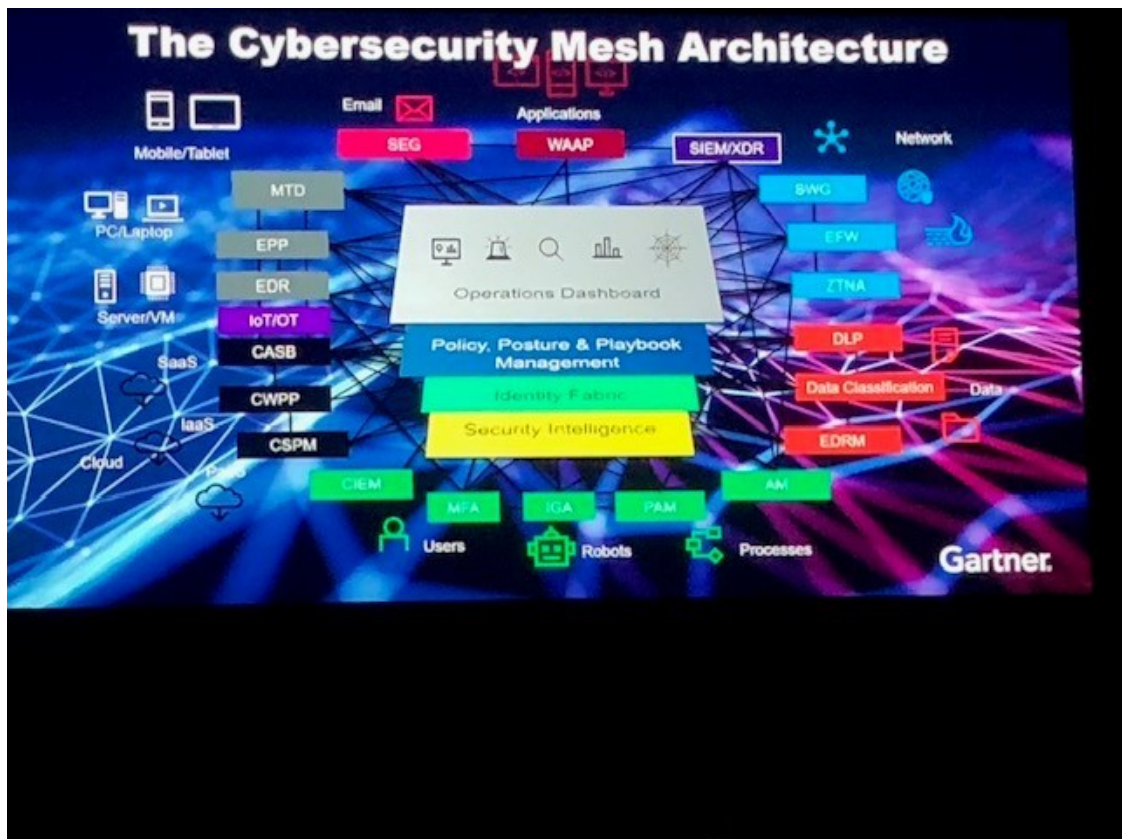 The Cybersecurity Mesh Architecture
Email
Applications
Mobile/Tablet
SEG
WAAP
SIEM/XDR
Network
MTD
SWG
PC/Laptop
EPP
EFW
Operations Dashboard
EDR
ZTNA
Server/VM
IoT/OT
Policy, Posture & Playbook
Management
DLP
SaaS
CASB
Identity Fabric
Data Classification
Data
CWPP
IaaS
Security Intelligence
EDRM
CSPM
Cloud
PaaS
CIEM
MFA
IGA
PAM
AM
Users
Robots
Processes
Gartner.